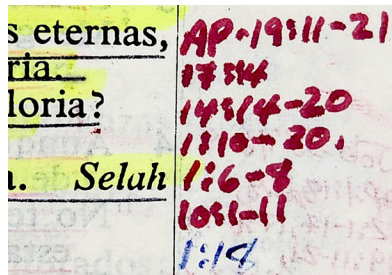 s eternas,
ria.
loria?
a. Selah
AP. 19:11-21
17:14
14:14-20
1:10-20.
1:6-8
10:1-11
1:18